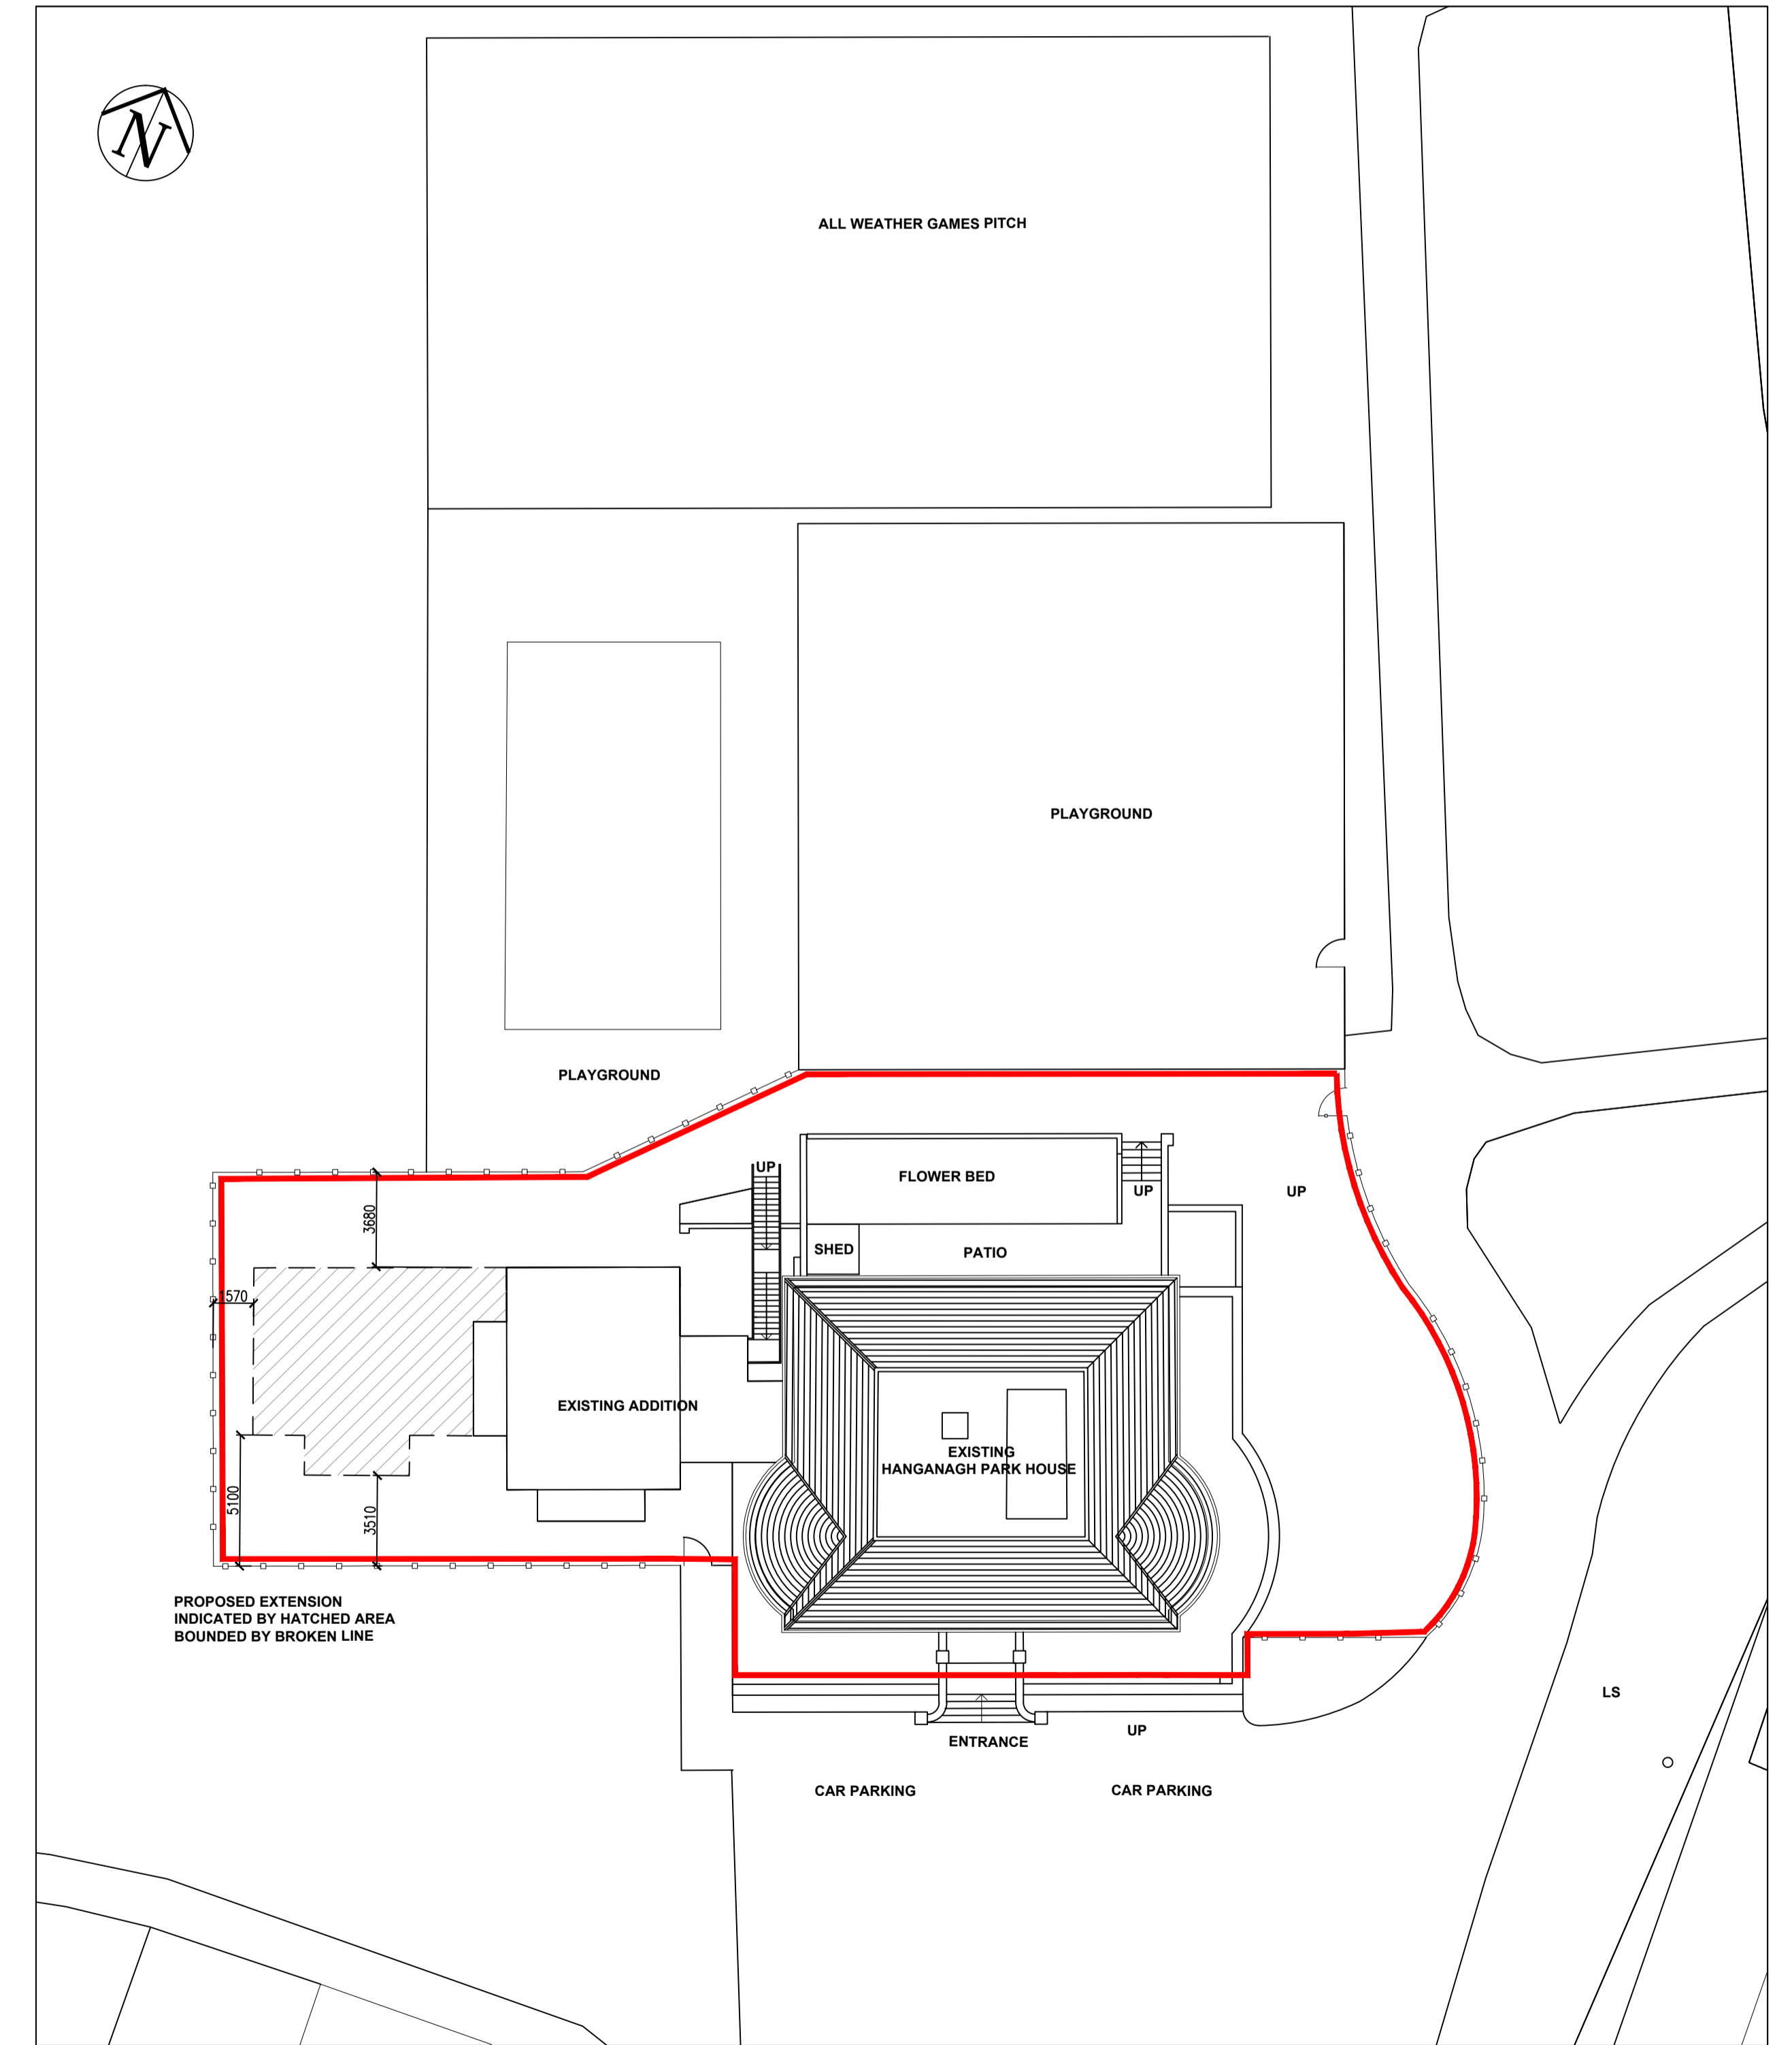 N
ALL WEATHER GAMES PITCH
PLAYGROUND
PLAYGROUND
UP
FLOWER BED
UP
UP
3680
SHED
PATIO
1570
EXISTING ADDITION
EXISTING
HANGANAGH PARK HOUSE
5100
3510
PROPOSED EXTENSION
INDICATED BY HATCHED AREA
BOUNDED BY BROKEN LINE
LS
UP
ENTRANCE
CAR PARKING
CAR PARKING